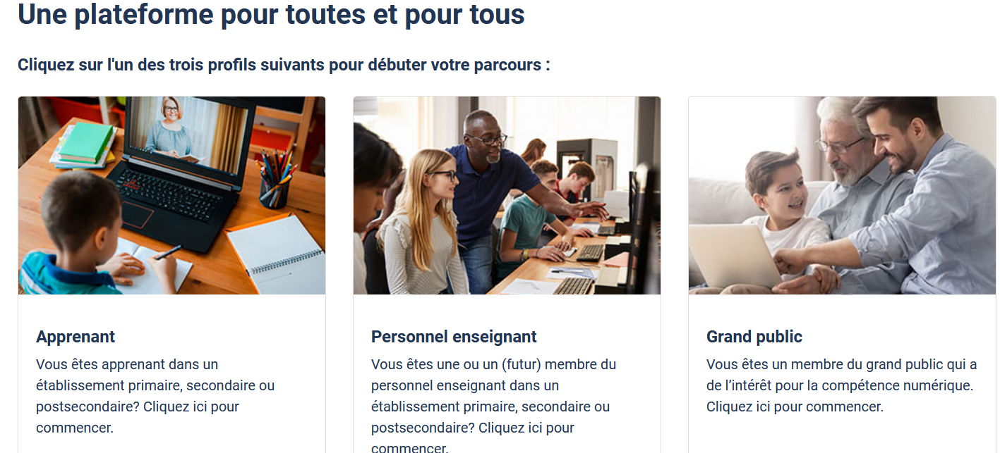 Une plateforme pour toutes et pour tous
Cliquez sur l'un des trois profils suivants pour débuter votre parcours :
Apprenant
Vous êtes apprenant dans un
établissement primaire, secondaire ou
postsecondaire? Cliquez ici pour
commencer.
Personnel enseignant
Vous êtes une ou un (futur) membre du
personnel enseignant dans un
établissement primaire, secondaire ou
postsecondaire? Cliquez ici pour
commencer.
Grand public
Vous êtes un membre du grand public qui a
de l’intérêt pour la compétence numérique.
Cliquez ici pour commencer.